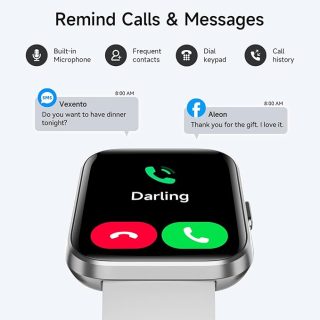 Remind Calls & Messages
Built-in
Microphone
Frequent
contacts
Dial
keypad
Call
history
8:00 AM
SMS
Vexento
Do you want to have dinner
tonight?
8:00 AM
Aleon
Thank you for the gift. I love it.
Darling